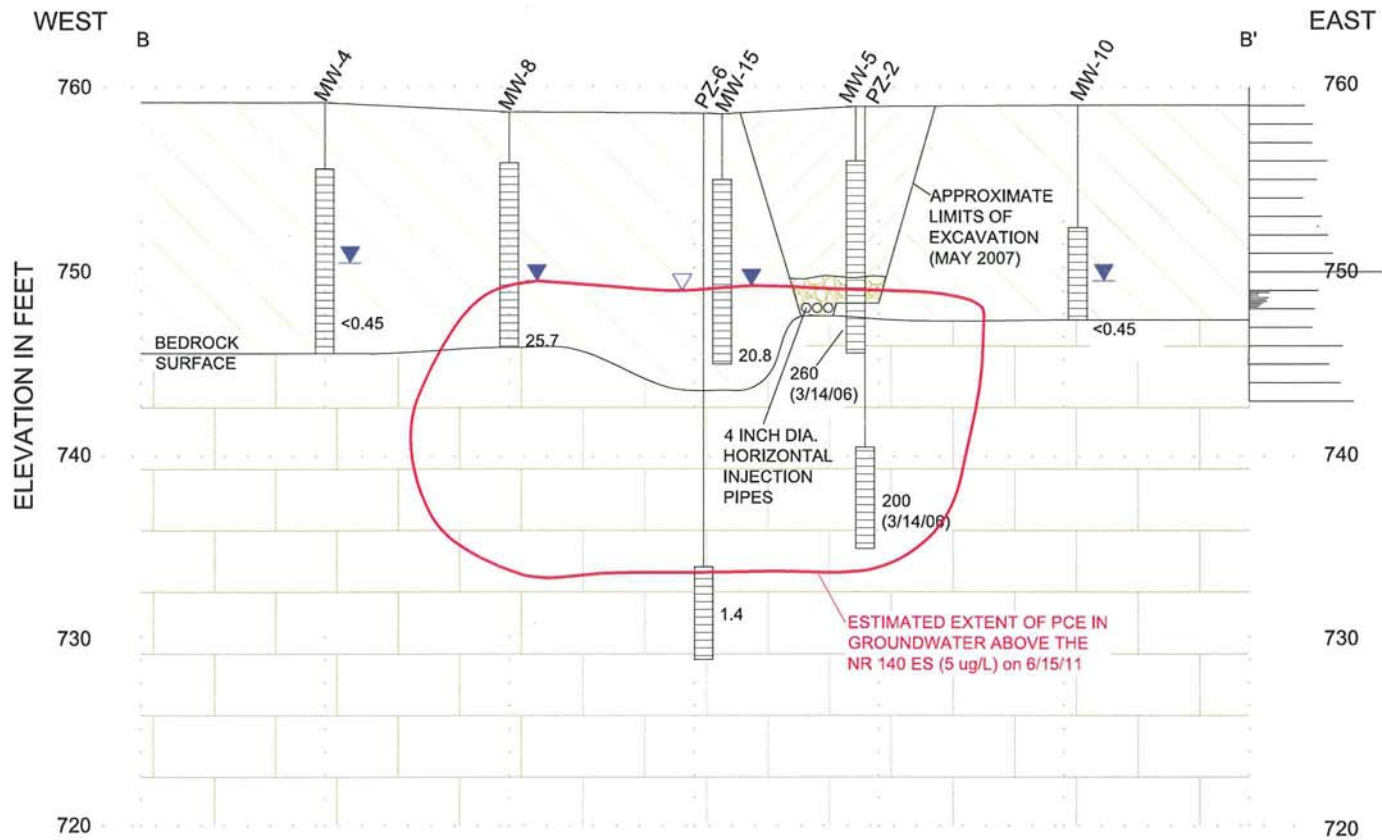 WEST
EAST
B
B'
MW-4
MW-8
PZ-6
MW-15
MW-5
PZ-2
MW-10
760
760
APPROXIMATE
LIMITS OF
EXCAVATION
(MAY 2007)
750
750
ELEVATION IN FEET
<0.45
25.7
20.8
<0.45
BEDROCK
SURFACE
260
(3/14/06)
4 INCH DIA.
HORIZONTAL
INJECTION
PIPES
740
740
200
(3/14/06)
1.4
ESTIMATED EXTENT OF PCE IN
GROUNDWATER ABOVE THE
NR 140 ES (5 ug/L) on 6/15/11
730
730
720
720